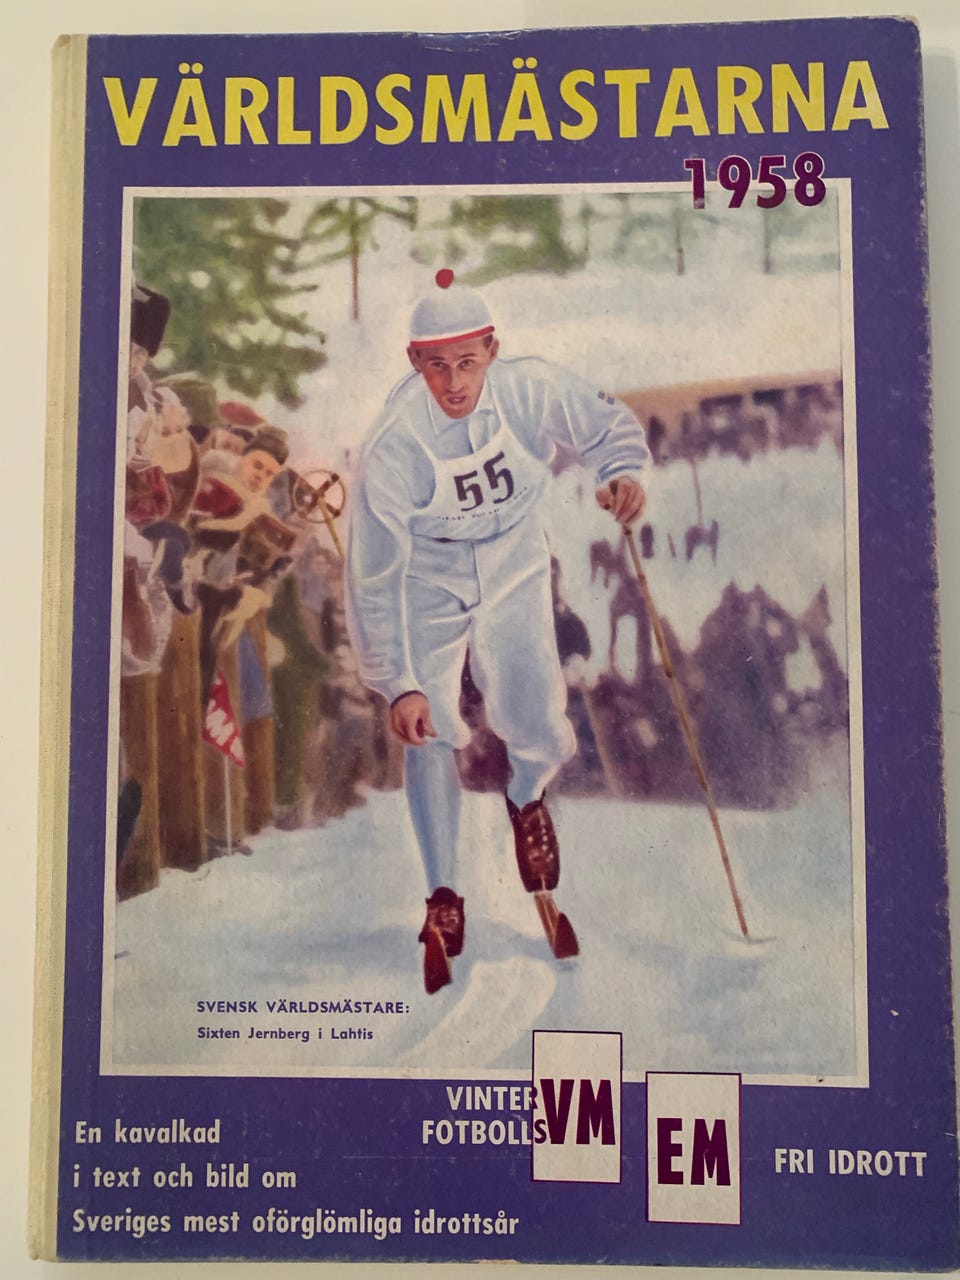 VÄRLDSMÄSTARNA
1958
55
SVENSK VÄRLDSMÄSTARE:
Sixten Jernberg i Lahtis
VINTER
FOTBOLLS
VM
EM
FRI IDROTT
En kavalkad
i text och bild om
Sveriges mest oförglömliga idrottsår